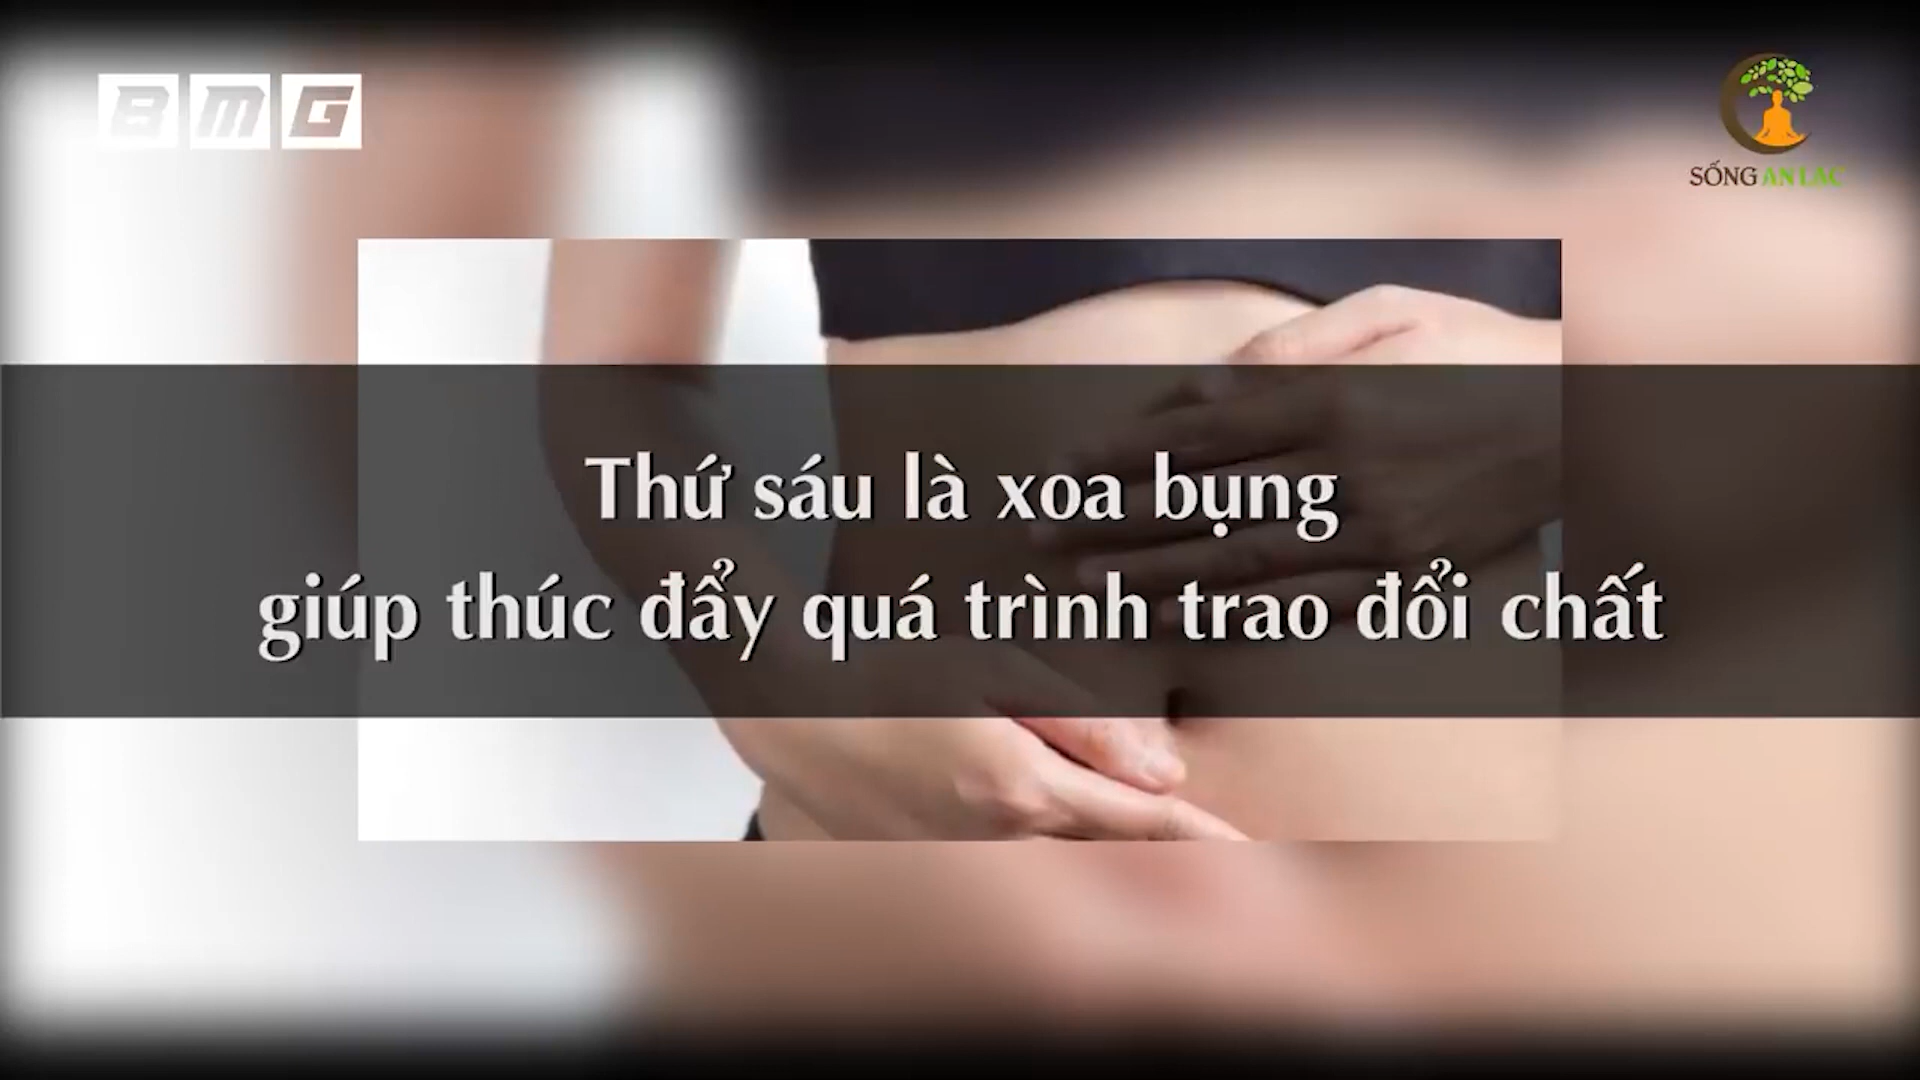 BMG
SỐNG AN LẠC
Thứ sáu là xoa bụng
giúp thúc đẩy quá trình trao đổi chất